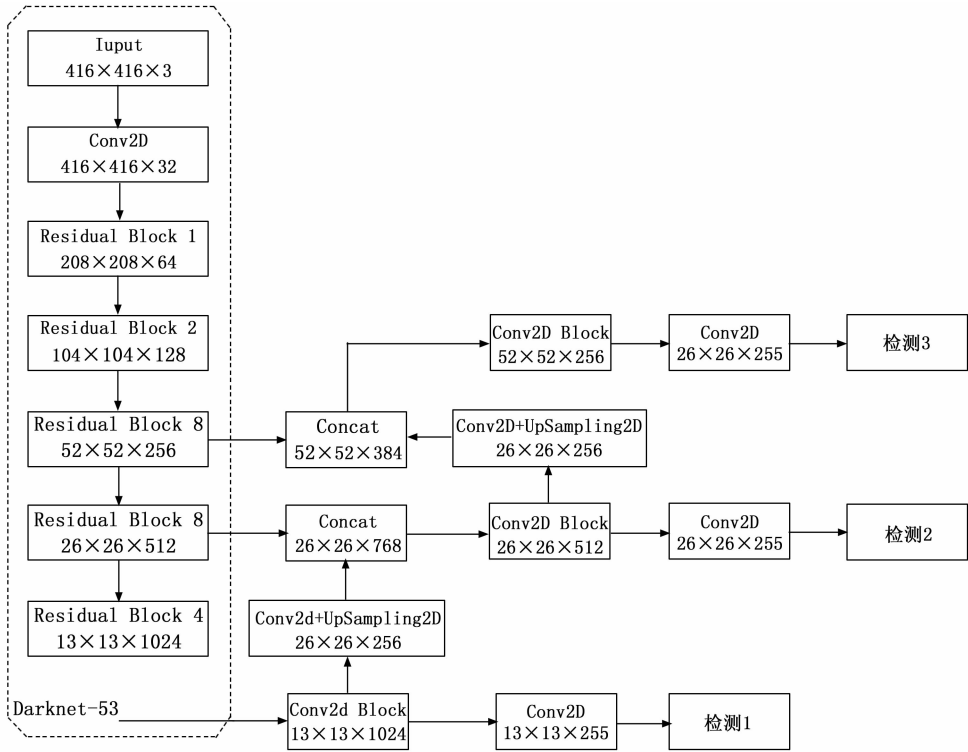 Iuput
416×416×3
Conv2D
416×416×32
Residual Block 1
208×208×64
Residual Block 2
104×104×128
Residual Block 8
52×52×256
Residual Block 8
26×26×512
Residual Block 4
13×13×1024
Darknet-53
Conv2D Block
52×52×256
Conv2D
26×26×255
检测3
Concat
52×52×384
Conv2D+UpSampling2D
26×26×256
Concat
26×26×768
Conv2D Block
26×26×512
Conv2D
26×26×255
检测2
Conv2d+UpSampling2D
26×26×256
Conv2d Block
13×13×1024
Conv2D
13×13×255
检测1